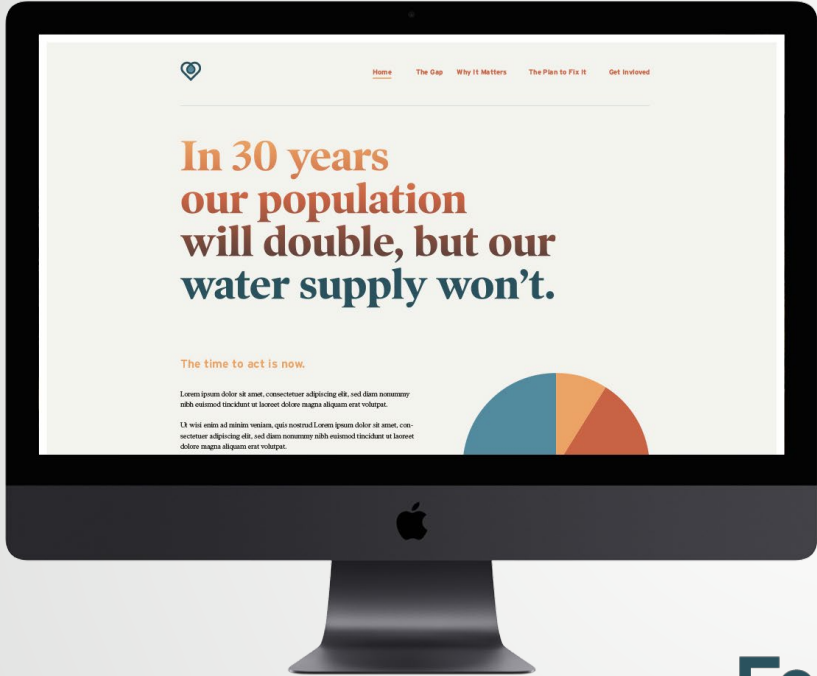 Home The Gap Why It Matters The Plan to Fix It Get Invloved
In 30 years
our population
will double, but our
water supply won't.
The time to act is now.
Lorem ipsum dolor sit amet, consectetuer adipiscing elit, sed diam nonummy
nibh euismod tincidunt ut laoreet dolore magna aliquam erat volutpat.
Ut wisi enim ad minim veniam, quis nostrud Lorem ipsum dolor sit amet, con-
sectetuer adipiscing elit, sed diam nonummy nibh euismod tincidunt ut laoreet
dolore magna aliquam erat volutpat.